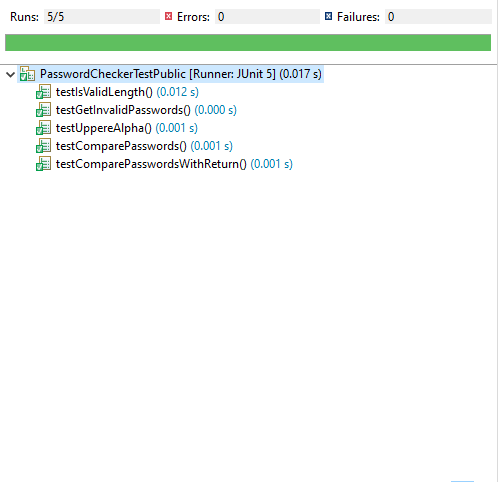 Runs: 5/5 Errors: 0 Failures: 0
PasswordCheckerTestPublic [Runner: JUnit 5] (0.017 s)
testIsValidLength() (0.012 s)
testGetInvalidPasswords() (0.000 s)
testUppereAlpha() (0.001 s)
testComparePasswords() (0.001 s)
testComparePasswordsWithReturn() (0.001 s)